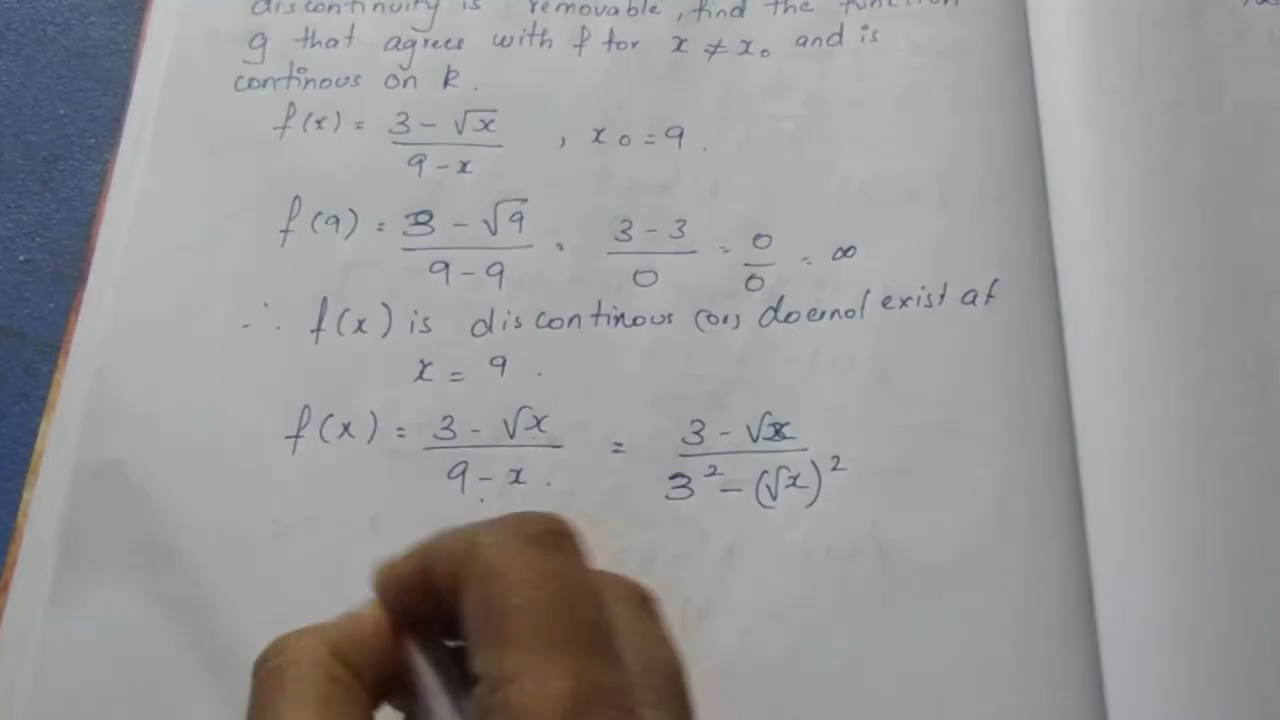 discontinuity is removable, find the function
g that agrees with f for x ≠ x₀ and is
continous on R.
f(x) = (3 - √x)/(9 - x) , x₀ = 9.
f(9) = (3 - √9)/(9 - 9) = (3 - 3)/0 = 0/0 = ∞
∴ f(x) is discontinous (or) doesnot exist at
x = 9.
f(x) = (3 - √x)/(9 - x) = (3 - √x)/(3² - (√x)²)